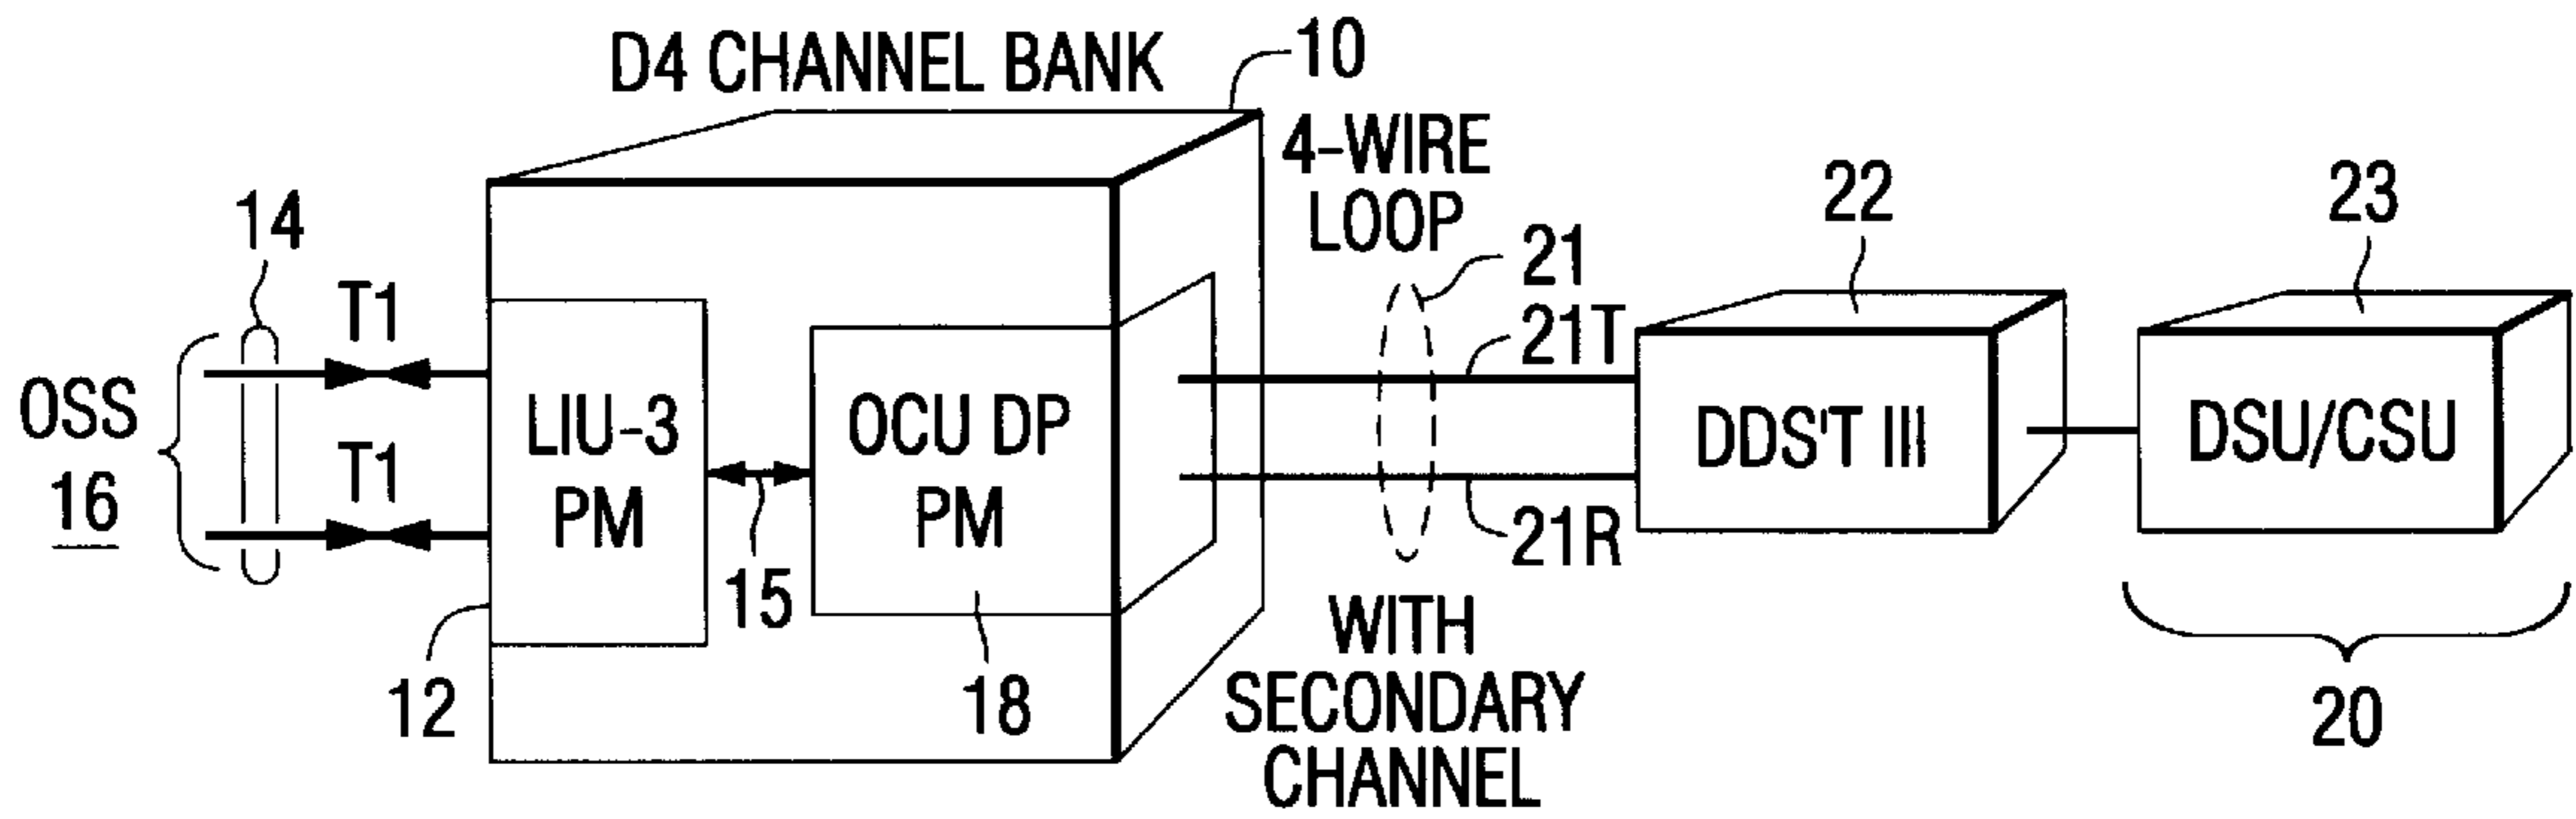 D4 CHANNEL BANK
10
4-WIRE
LOOP
22
23
14
T1
21
21T
OSS
16
T1
LIU-3
PM
15
OCU DP
PM
DDS'T III
DSU/CSU
21R
12
18
WITH
SECONDARY
CHANNEL
20